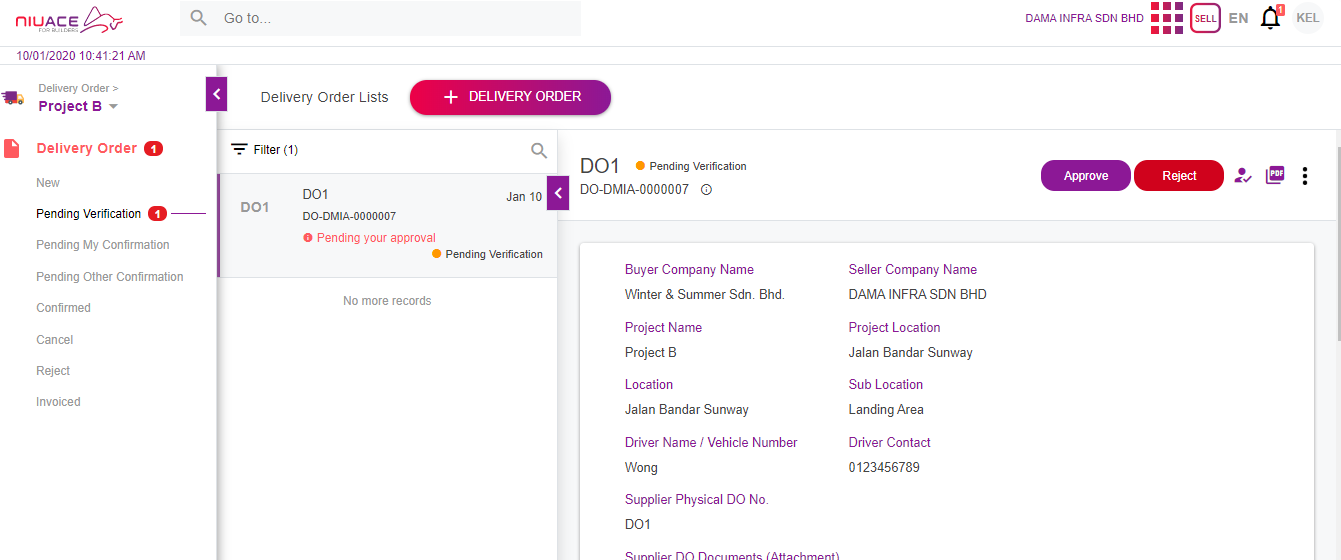 NIUACE
FOR BUILDERS
Go to...
DAMA INFRA SDN BHD
SELL
EN
1
KEL
10/01/2020 10:41:21 AM
Delivery Order >
Project B
Delivery Order 1
New
Pending Verification 1
Pending My Confirmation
Pending Other Confirmation
Confirmed
Cancel
Reject
Invoiced
Delivery Order Lists
+ DELIVERY ORDER
Filter (1)
DO1
DO1
Jan 10
DO-DMIA-0000007
Pending your approval
Pending Verification
No more records
DO1
Pending Verification
DO-DMIA-0000007
Approve
Reject
PDF
Buyer Company Name
Winter & Summer Sdn. Bhd.
Seller Company Name
DAMA INFRA SDN BHD
Project Name
Project B
Project Location
Jalan Bandar Sunway
Location
Jalan Bandar Sunway
Sub Location
Landing Area
Driver Name / Vehicle Number
Wong
Driver Contact
0123456789
Supplier Physical DO No.
DO1
Supplier DO Documents (Attachment)